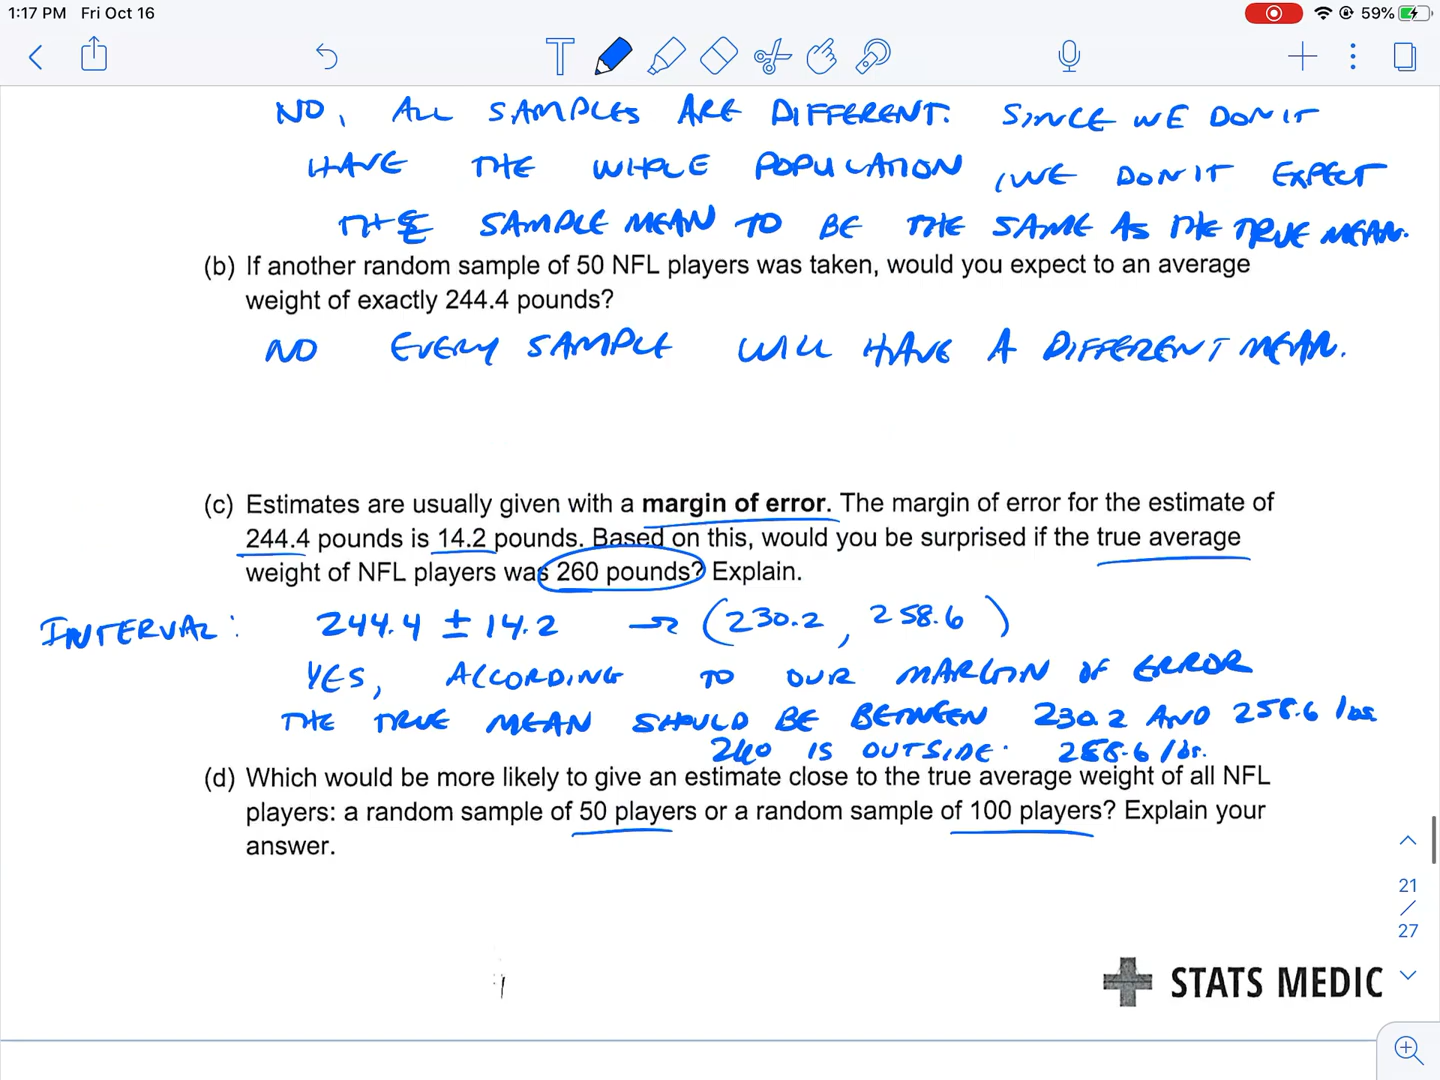 1:17 PM Fri Oct 16
59%
NO, ALL SAMPLES ARE DIFFERENT. SINCE WE DON'T
HAVE THE WHOLE POPULATION, WE DON'T EXPECT
THE SAMPLE MEAN TO BE THE SAME AS THE TRUE MEAN.
(b) If another random sample of 50 NFL players was taken, would you expect to an average
weight of exactly 244.4 pounds?
NO EVERY SAMPLE WILL HAVE A DIFFERENT MEAN.
(c) Estimates are usually given with a margin of error. The margin of error for the estimate of
244.4 pounds is 14.2 pounds. Based on this, would you be surprised if the true average
weight of NFL players was 260 pounds? Explain.
INTERVAL: 244.4 ± 14.2 → (230.2, 258.6)
YES, ACCORDING TO OUR MARGIN OF ERROR
THE TRUE MEAN SHOULD BE BETWEEN 230.2 AND 258.6 lbs
260 IS OUTSIDE. 258.6 lbs.
(d) Which would be more likely to give an estimate close to the true average weight of all NFL
players: a random sample of 50 players or a random sample of 100 players? Explain your
answer.
21
/
27
STATS MEDIC